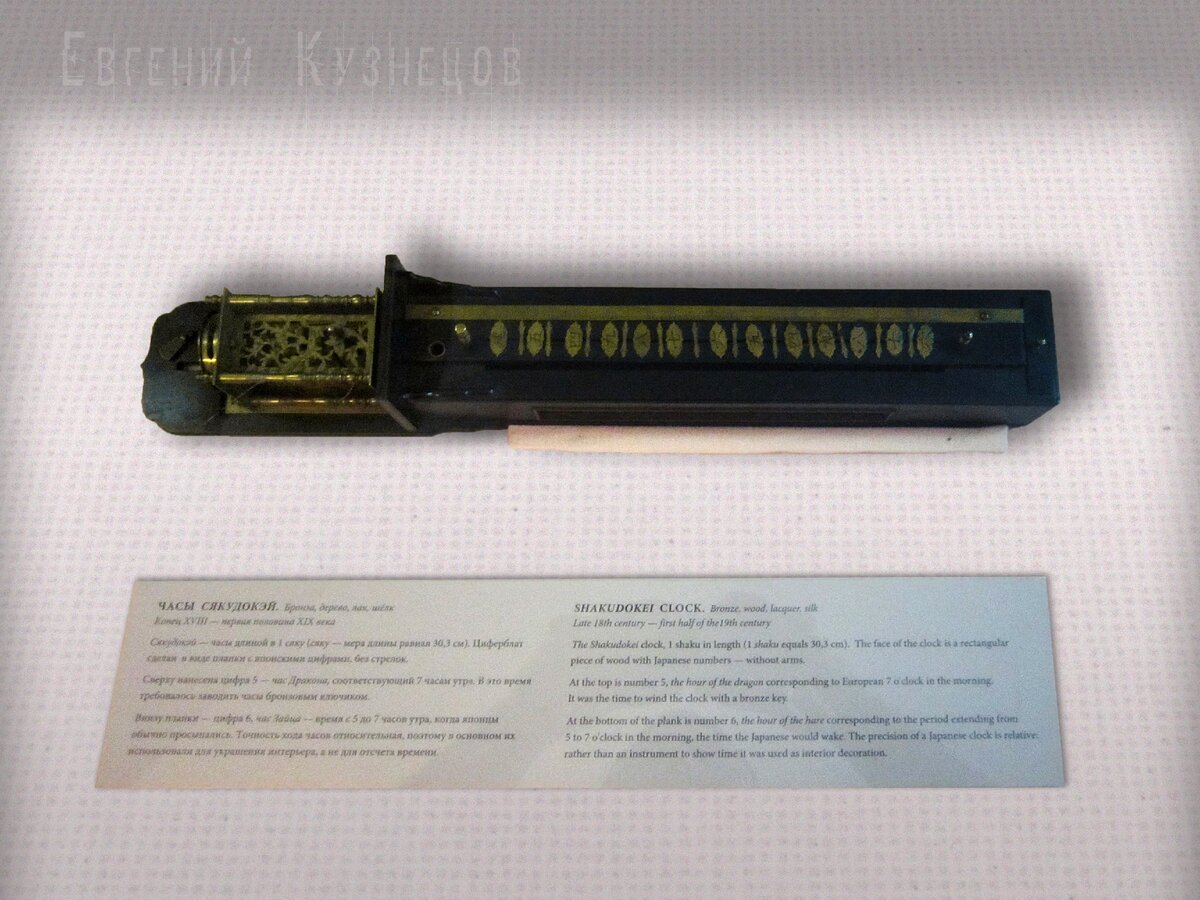 Евгений Кузнецов
ЧАСЫ СЯКУДОКЭЙ. Бронза, дерево, лак, шёлк
Конец XVIII — первая половина XIX века
Сякудокэй — часы длиной в 1 сяку (сяку — мера длины равная 30,3 см). Циферблат
сделан в виде планки с японскими цифрами, без стрелок.
Сверху нанесена цифра 5 — час Дракона, соответствующий 7 часам утра. В это время
требовалось заводить часы бронзовым ключиком.
Внизу планки — цифра 6, час Зайца — время с 5 до 7 часов утра, когда японцы
обычно просыпались. Точность хода часов относительная, поэтому в основном их
использовали для украшения интерьера, а не для отсчета времени.
SHAKUDOKEI CLOCK. Bronze, wood, lacquer, silk
Late 18th century — first half of the19th century
The Shakudokei clock, 1 shaku in length (1 shaku equals 30,3 cm). The face of the clock is a rectangular
piece of wood with Japanese numbers — without arms.
At the top is number 5, the hour of the dragon corresponding to European 7 o'clock in the morning.
It was the time to wind the clock with a bronze key.
At the bottom of the plank is number 6, the hour of the hare corresponding to the period extending from
5 to 7 o'clock in the morning, the time the Japanese would wake. The precision of a Japanese clock is relative:
rather than an instrument to show time it was used as interior decoration.